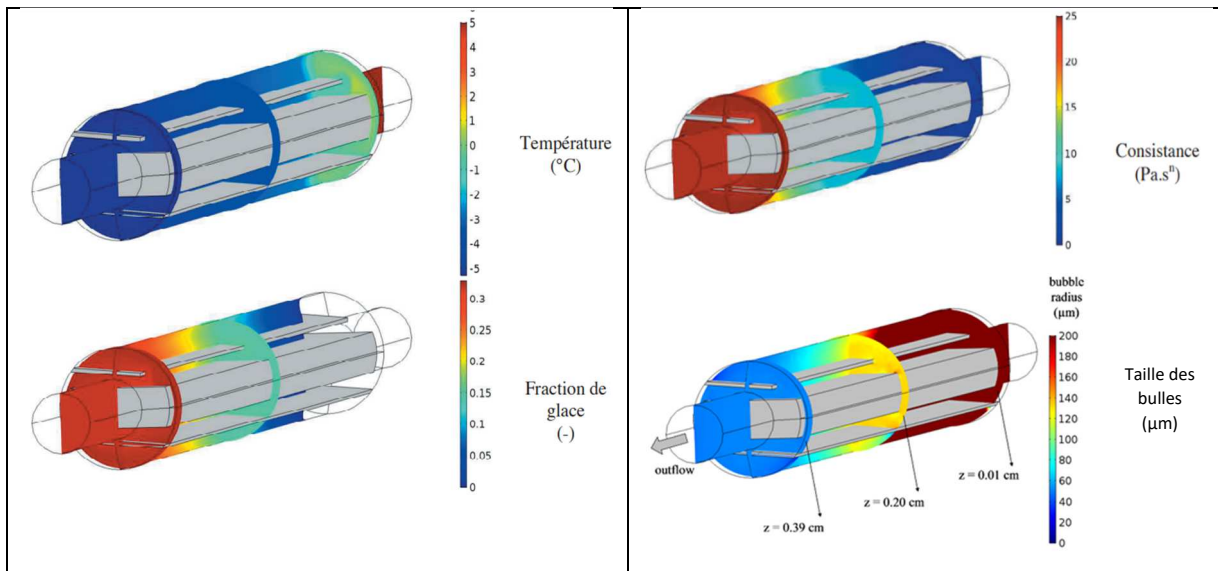 5
4
3
2
1
0
-1
-2
-3
-4
-5
Température
(°C)
0.3
0.25
0.2
0.15
0.1
0.05
0
Fraction de
glace
(-)
25
20
15
10
5
0
Consistance
(Pa.sⁿ)
bubble
radius
(µm)
200
180
160
140
120
100
80
60
40
20
0
Taille des
bulles
(µm)
outflow
z = 0.01 cm
z = 0.20 cm
z = 0.39 cm